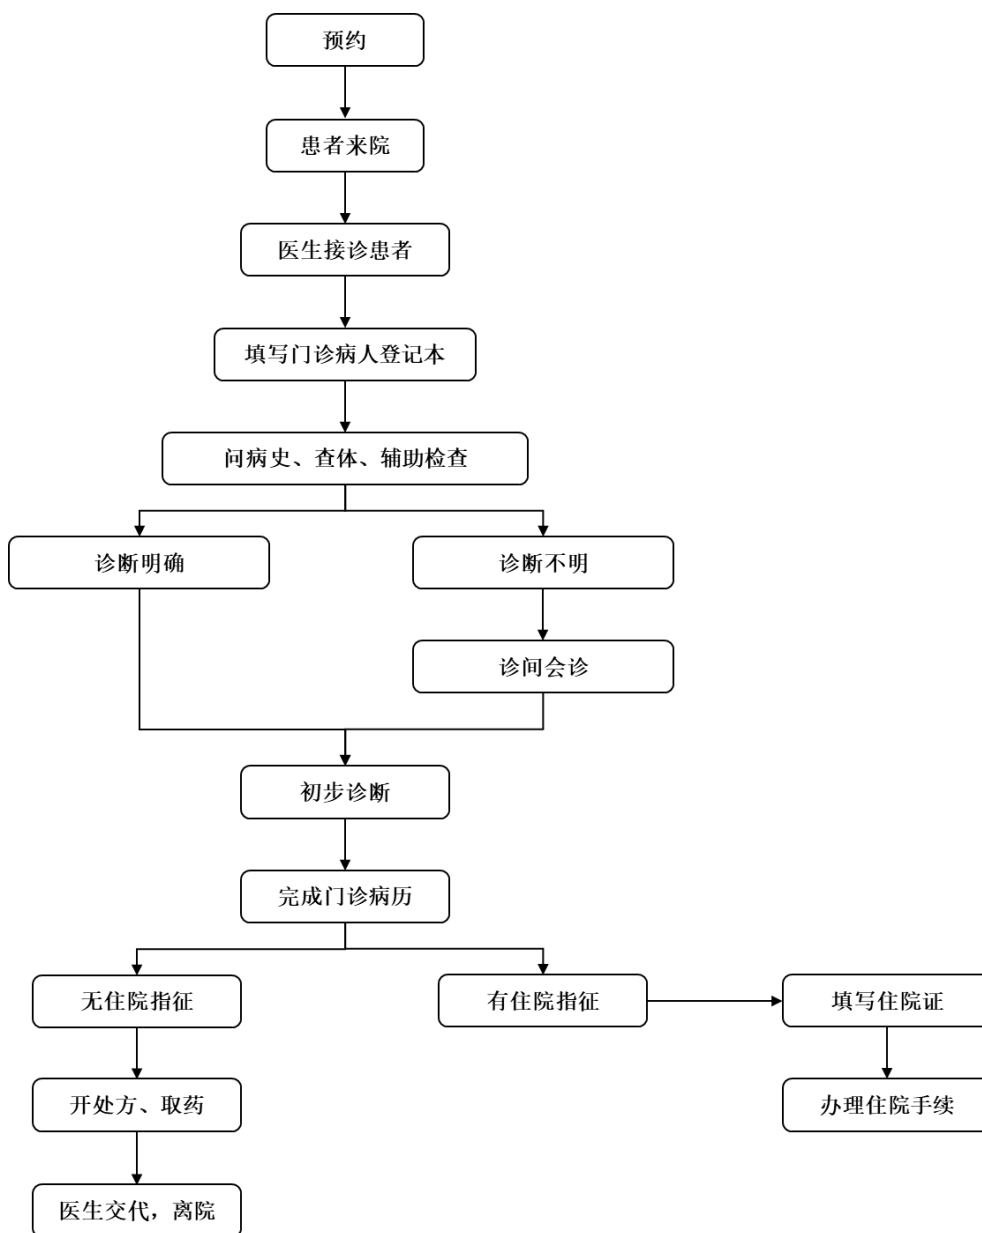 预约
患者来院
医生接诊患者
填写门诊病人登记本
问病史、查体、辅助检查
诊断明确
诊断不明
诊间会诊
初步诊断
完成门诊病历
无住院指征
有住院指征
填写住院证
开处方、取药
办理住院手续
医生交代，离院